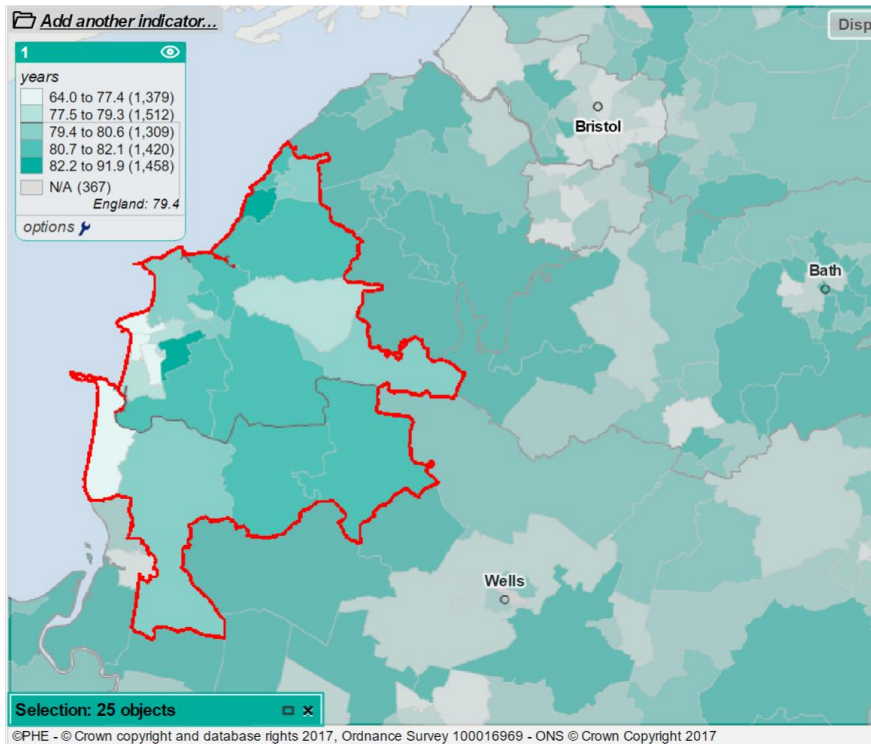 Add another indicator...
Disp
1
years
64.0 to 77.4 (1,379)
77.5 to 79.3 (1,512)
79.4 to 80.6 (1,309)
80.7 to 82.1 (1,420)
82.2 to 91.9 (1,458)
N/A (367)
England: 79.4
options
Bristol
Bath
Wells
Selection: 25 objects
©PHE - © Crown copyright and database rights 2017, Ordnance Survey 100016969 - ONS © Crown Copyright 2017